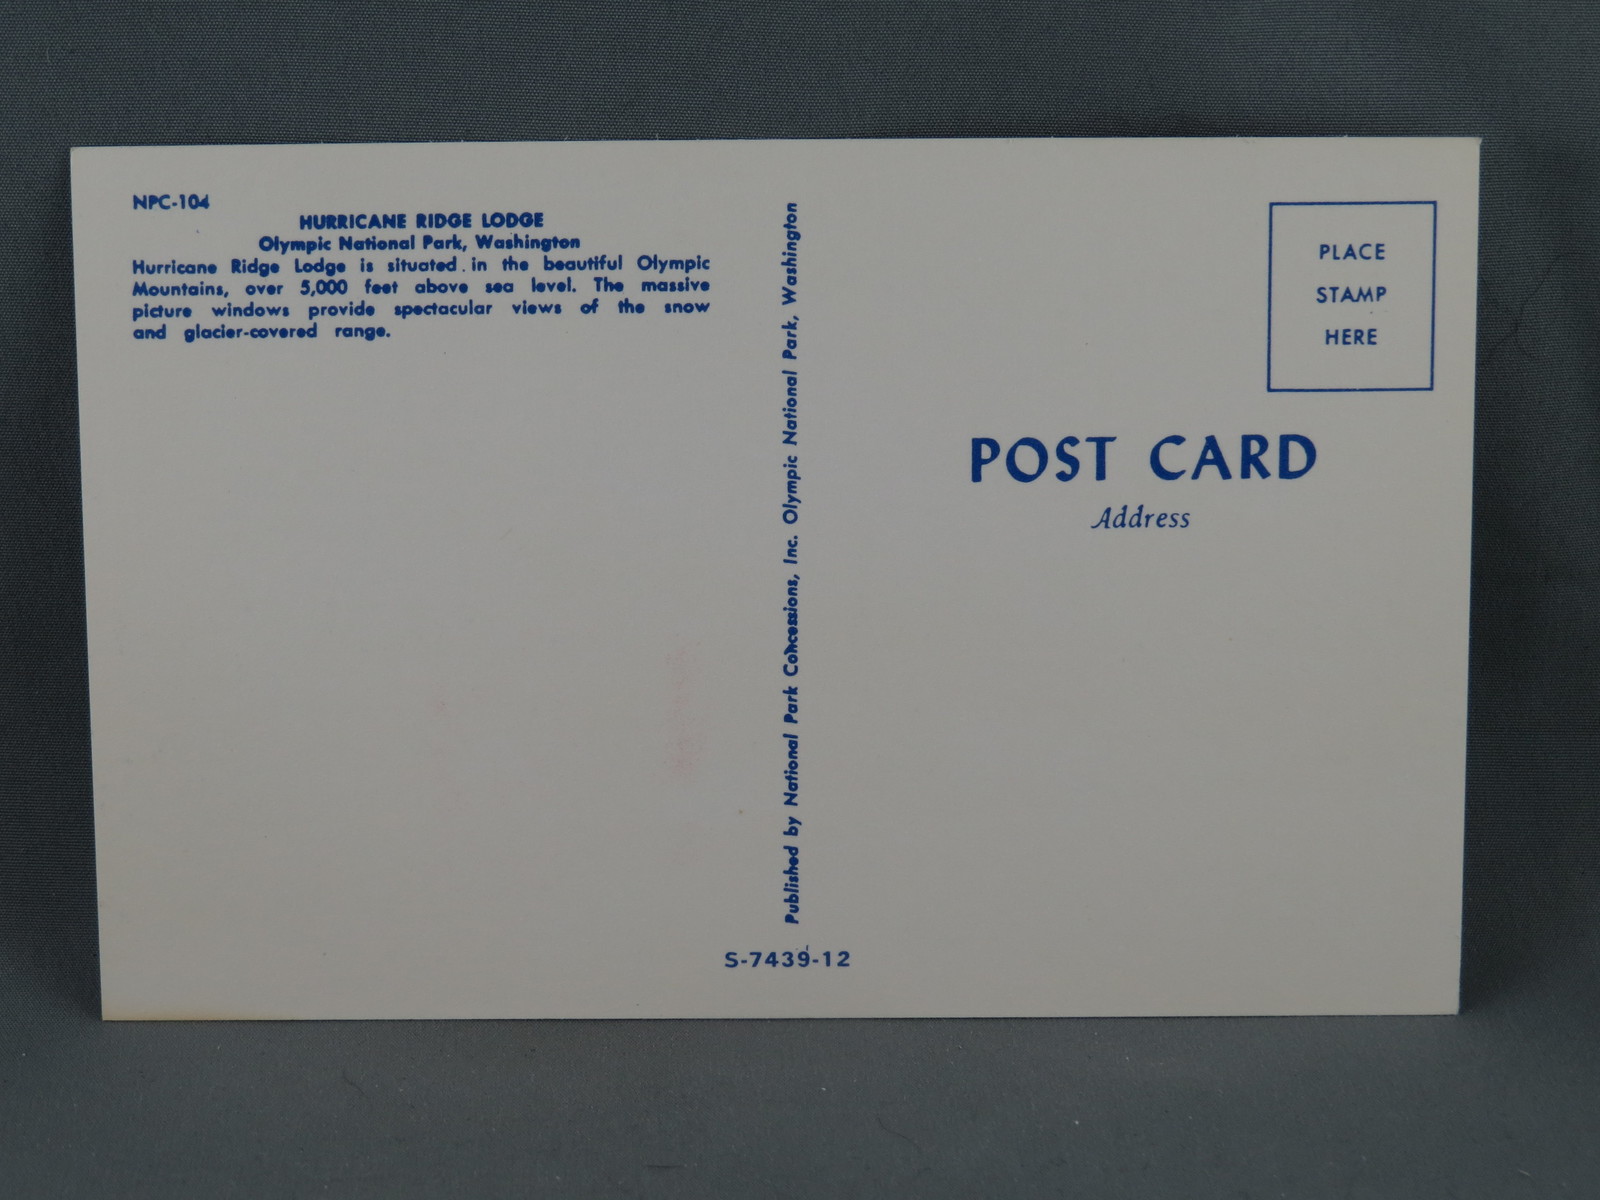 NPC-104
HURRICANE RIDGE LODGE
Olympic National Park, Washington
Hurricane Ridge Lodge is situated in the beautiful Olympic
Mountains, over 5,000 feet above sea level. The massive
picture windows provide spectacular views of the snow
and glacier-covered range.
Published by National Park Concessions, Inc. Olympic National Park, Washington
S-7439-12
PLACE
STAMP
HERE
POST CARD
Address